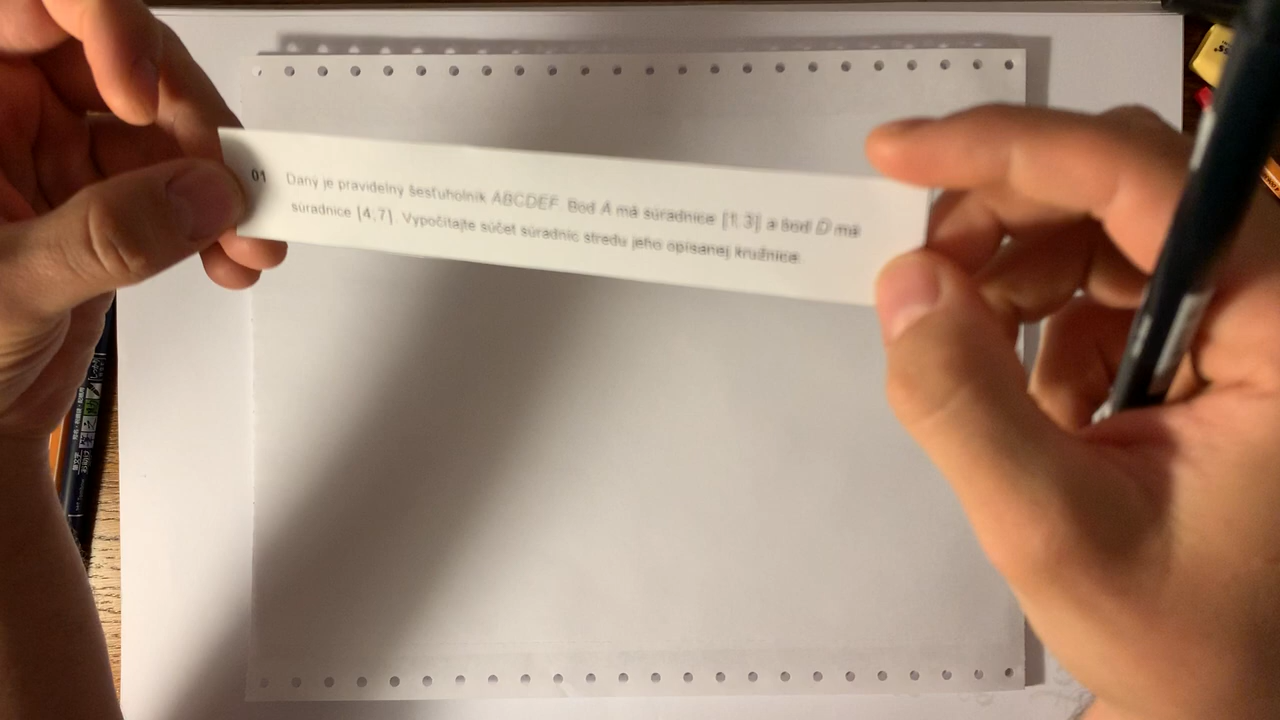 01 Daný je pravidelný šesťuholník ABCDEF. Bod A má súradnice [1; 3] a bod D má
súradnice [4; 7]. Vypočítajte súčet súradníc stredu jeho opísanej kružnice.